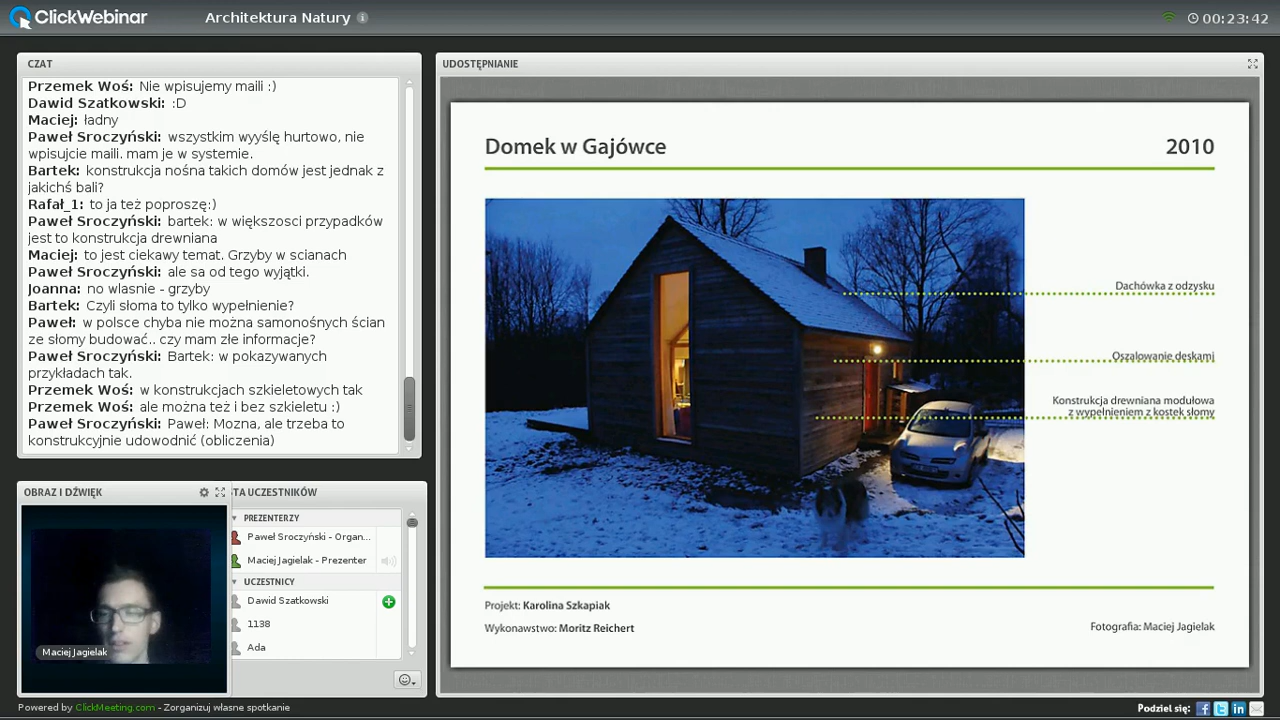 ClickWebinar
Architektura Natury
00:23:42
CZAT
Przemek Woś: Nie wpisujemy maili :)
Dawid Szatkowski: :D
Maciej: ładny
Paweł Sroczyński: wszystkim wyyślę hurtowo, nie
wpisujcie maili. mam je w systemie.
Bartek: konstrukcja nośna takich domów jest jednak z
jakichś bali?
Rafał_1: to ja też poproszę:)
Paweł Sroczyński: bartek: w większosci przypadków
jest to konstrukcja drewniana
Maciej: to jest ciekawy temat. Grzyby w scianach
Paweł Sroczyński: ale sa od tego wyjątki.
Joanna: no wlasnie - grzyby
Bartek: Czyli słoma to tylko wypełnienie?
Paweł: w polsce chyba nie można samonośnych ścian
ze słomy budować.. czy mam złe informacje?
Paweł Sroczyński: Bartek: w pokazywanych
przykładach tak.
Przemek Woś: w konstrukcjach szkieletowych tak
Przemek Woś: ale można też i bez szkieletu :)
Paweł Sroczyński: Paweł: Mozna, ale trzeba to
konstrukcyjnie udowodnić (obliczenia)
OBRAZ I DŹWIĘK
Maciej Jagielak
TA UCZESTNIKÓW
PREZENTERZY
Paweł Sroczyński - Organ...
Maciej Jagielak - Prezenter
UCZESTNICY
Dawid Szatkowski
1138
Ada
UDOSTĘPNIANIE
Domek w Gajówce
2010
Dachówka z odzysku
Oszalowanie deskami
Konstrukcja drewniana modułowa
z wypełnieniem z kostek słomy
Projekt: Karolina Szkapiak
Wykonawstwo: Moritz Reichert
Fotografia: Maciej Jagielak
Powered by ClickMeeting.com - Zorganizuj własne spotkanie
Podziel się: